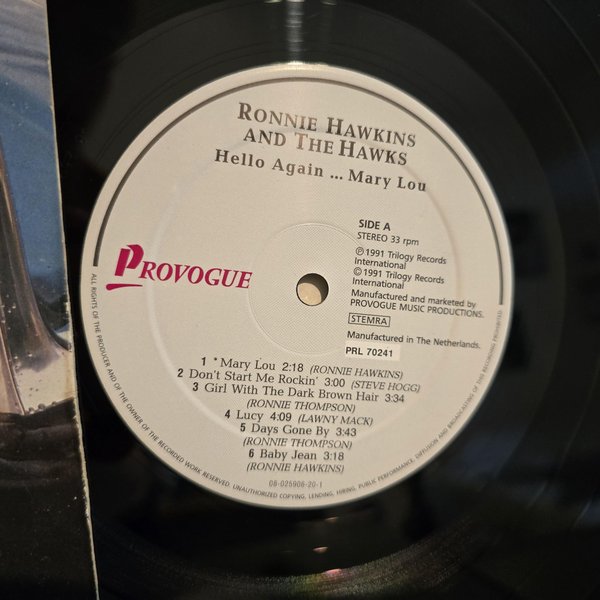 RONNIE HAWKINS
AND THE HAWKS
Hello Again ... Mary Lou
SIDE A
STEREO 33 rpm
℗ 1991 Trilogy Records
International
© 1991 Trilogy Records
International
Manufactured and marketed by
PROVOGUE MUSIC PRODUCTIONS.
STEMRA
Manufactured in The Netherlands.
PRL 70241
PROVOGUE
1 * Mary Lou 2:18 (RONNIE HAWKINS)
2 Don't Start Me Rockin' 3:00 (STEVE HOGG)
3 Girl With The Dark Brown Hair 3:34
(RONNIE THOMPSON)
4 Lucy 4:09 (LAWNY MACK)
5 Days Gone By 3:43
(RONNIE THOMPSON)
6 Baby Jean 3:18
(RONNIE HAWKINS)
08-025906-20-1
ALL RIGHTS OF THE PRODUCER AND OF THE OWNER OF THE RECORDED WORK RESERVED. UNAUTHORIZED COPYING, LENDING, HIRING, PUBLIC PERFORMANCE, DIFFUSION AND BROADCASTING OF THIS RECORDING PROHIBITED.